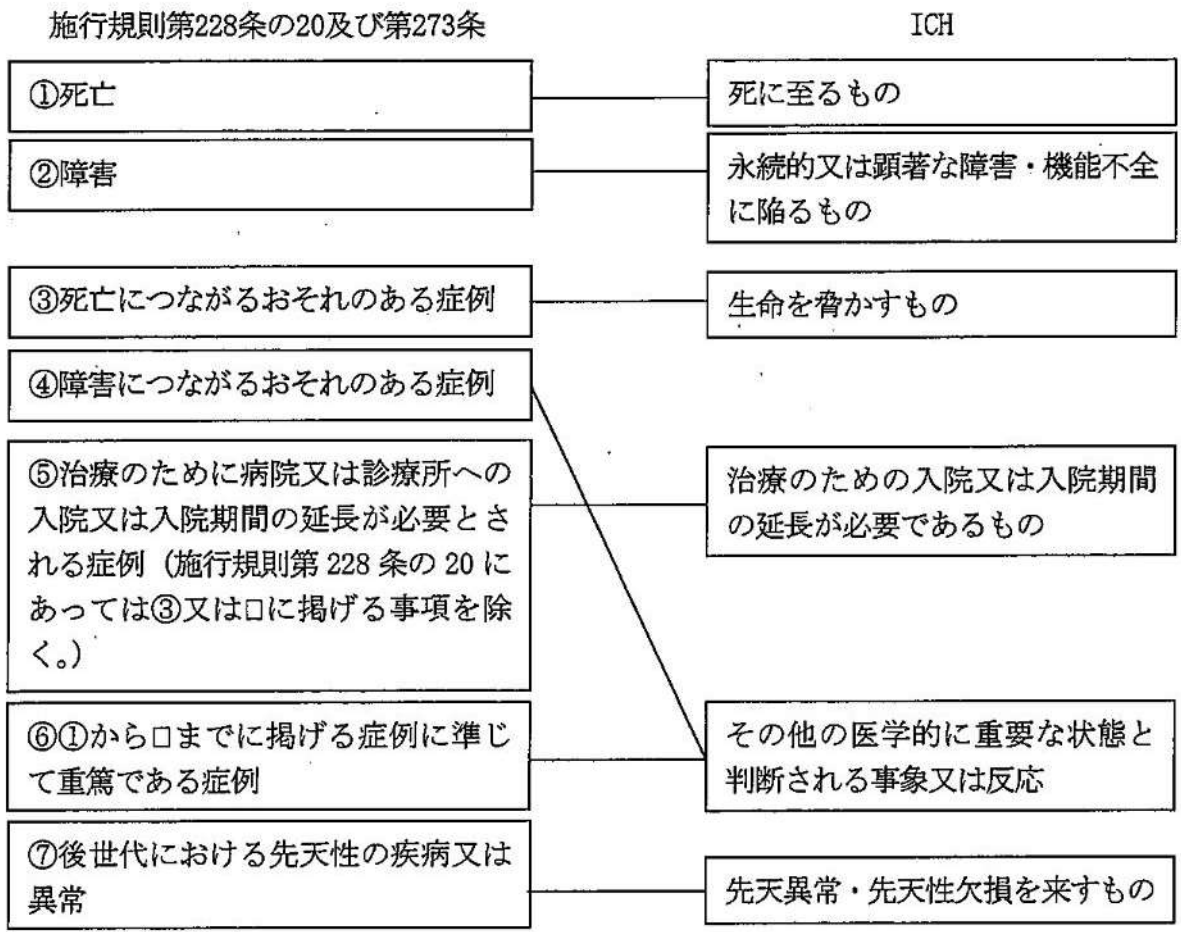 施行規則第228条の20及び第273条
ICH
①死亡
死に至るもの
②障害
永続的又は顕著な障害・機能不全
に陥るもの
③死亡につながるおそれのある症例
生命を脅かすもの
④障害につながるおそれのある症例
⑤治療のために病院又は診療所への
入院又は入院期間の延長が必要とさ
れる症例（施行規則第 228 条の 20 に
あっては③又は□に掲げる事項を除
く。）
治療のための入院又は入院期間
の延長が必要であるもの
⑥①から□までに掲げる症例に準じ
て重篤である症例
その他の医学的に重要な状態と
判断される事象又は反応
⑦後世代における先天性の疾病又は
異常
先天異常・先天性欠損を来すもの